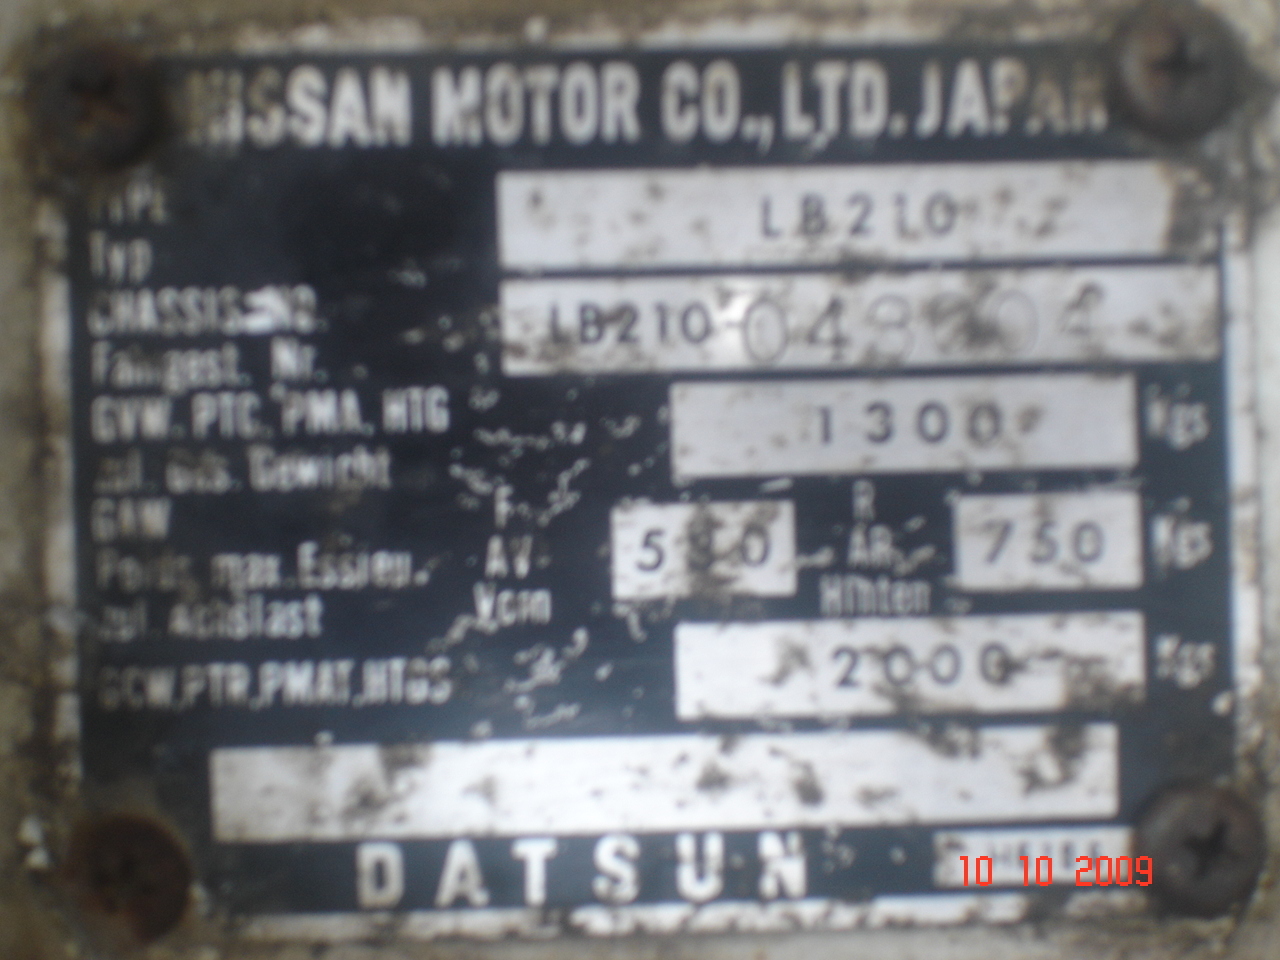 NISSAN MOTOR CO., LTD. JAPAN
TYPE LB210
Typ
CHASSIS NO. LB210
Fahrgest. Nr.
GVW. PTC, PMA, HTG 1300 Kgs
zul. Ges. Gewicht
GAW F. R
Poids max. Essieu. AV. AR. 750 Kgs
zul. Achslast Vorn Hinten
GCW, PTR, PMAT, HTGS 2000 Kgs
DATSUN
10 10 2009